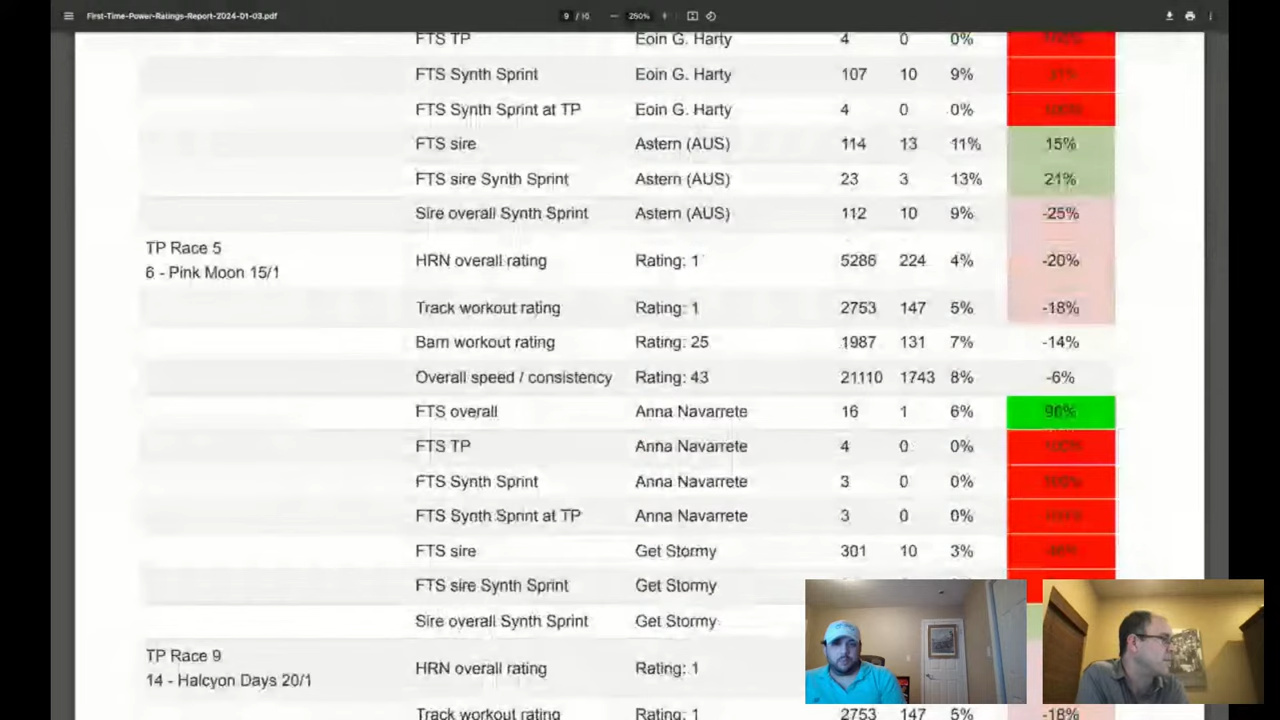 First-Time-Power-Ratings-Report-2024-01-03.pdf 9 / 16 — 250% +
FTS TP Eoin G. Harty 4 0 0% -100%
FTS Synth Sprint Eoin G. Harty 107 10 9%
FTS Synth Sprint at TP Eoin G. Harty 4 0 0% -100%
FTS sire Astern (AUS) 114 13 11% 15%
FTS sire Synth Sprint Astern (AUS) 23 3 13% 21%
Sire overall Synth Sprint Astern (AUS) 112 10 9% -25%
TP Race 5
6 - Pink Moon 15/1
HRN overall rating Rating: 1 5286 224 4% -20%
Track workout rating Rating: 1 2753 147 5% -18%
Barn workout rating Rating: 25 1987 131 7% -14%
Overall speed / consistency Rating: 43 21110 1743 8% -6%
FTS overall Anna Navarrete 16 1 6% 90%
FTS TP Anna Navarrete 4 0 0% -100%
FTS Synth Sprint Anna Navarrete 3 0 0% -100%
FTS Synth Sprint at TP Anna Navarrete 3 0 0% -100%
FTS sire Get Stormy 301 10 3%
FTS sire Synth Sprint Get Stormy
Sire overall Synth Sprint Get Stormy
TP Race 9
14 - Halcyon Days 20/1
HRN overall rating Rating: 1
Track workout rating Rating: 1 2753 147 5% -18%